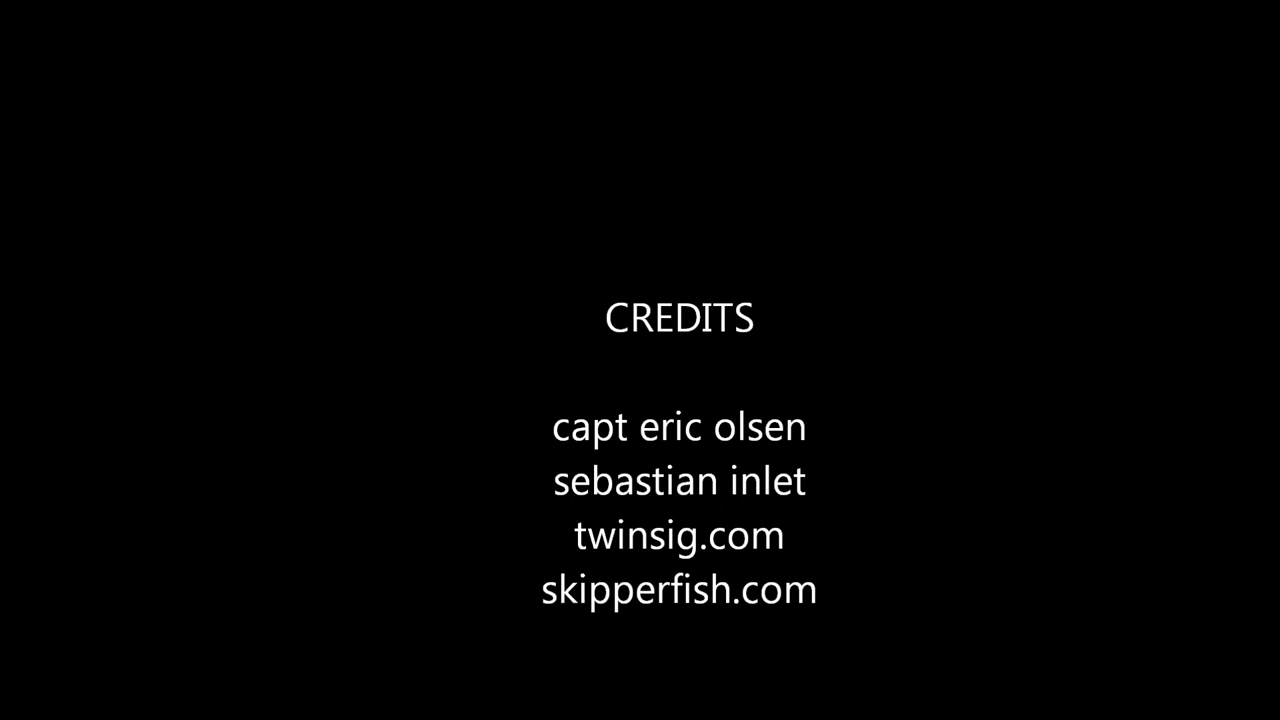 CREDITS
capt eric olsen
sebastian inlet
twinsig.com
skipperfish.com